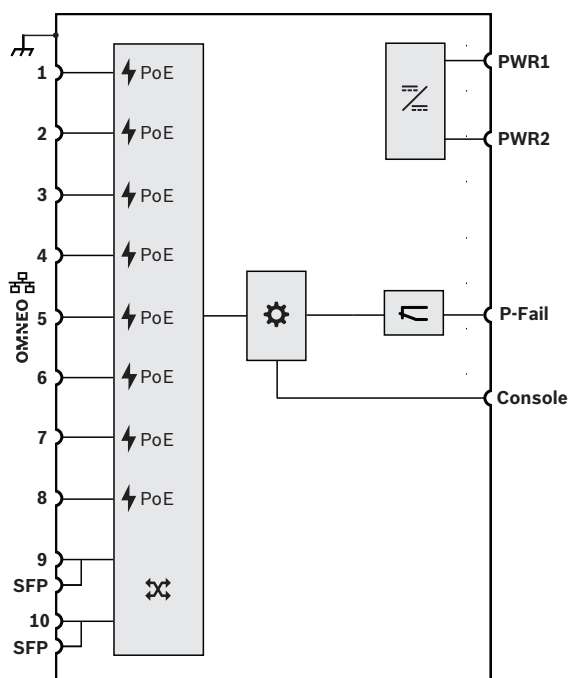 1
PoE
PWR1
2
PoE
PWR2
3
PoE
4
PoE
OMNEO
5
PoE
P-Fail
6
PoE
Console
7
PoE
8
PoE
9
SFP
10
SFP